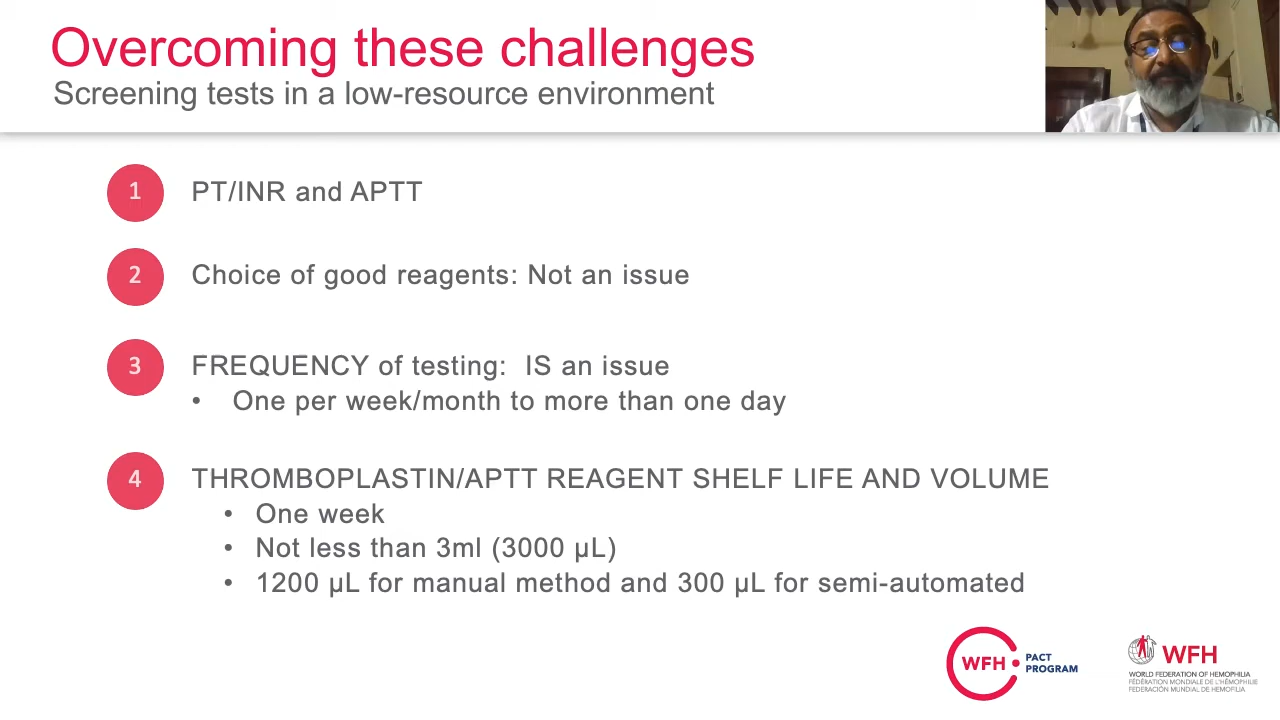 Overcoming these challenges
Screening tests in a low-resource environment
1 PT/INR and APTT
2 Choice of good reagents: Not an issue
3 FREQUENCY of testing:  IS an issue
• One per week/month to more than one day
4 THROMBOPLASTIN/APTT REAGENT SHELF LIFE AND VOLUME
• One week
• Not less than 3ml (3000 µL)
• 1200 µL for manual method and 300 µL for semi-automated
WFH PACT
PROGRAM
WFH
WORLD FEDERATION OF HEMOPHILIA
FÉDÉRATION MONDIALE DE L'HÉMOPHILIE
FEDERACIÓN MUNDIAL DE HEMOFILIA